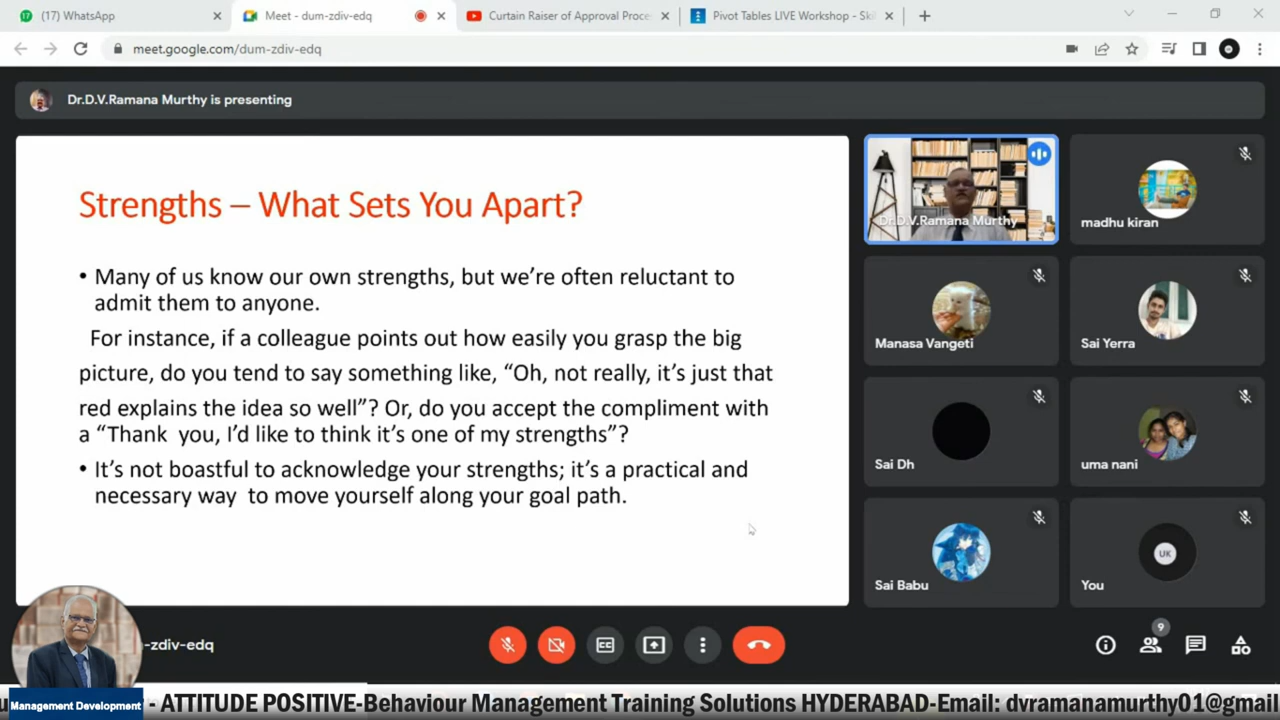 (17) WhatsApp
Meet - dum-zdiv-edq
Curtain Raiser of Approval Proce
Pivot Tables LIVE Workshop - Ski
meet.google.com/dum-zdiv-edq
Dr.D.V.Ramana Murthy is presenting
Strengths – What Sets You Apart?
• Many of us know our own strengths, but we’re often reluctant to
admit them to anyone.
For instance, if a colleague points out how easily you grasp the big
picture, do you tend to say something like, “Oh, not really, it’s just that
red explains the idea so well”? Or, do you accept the compliment with
a “Thank you, I’d like to think it’s one of my strengths”?
• It’s not boastful to acknowledge your strengths; it’s a practical and
necessary way to move yourself along your goal path.
Dr.D.V.Ramana Murthy
madhu kiran
Manasa Vangeti
Sai Yerra
Sai Dh
uma nani
Sai Babu
UK
You
-zdiv-edq
CC
9
Management Development
- ATTITUDE POSITIVE-Behaviour Management Training Solutions HYDERABAD-Email: dvramanamurthy01@gmail